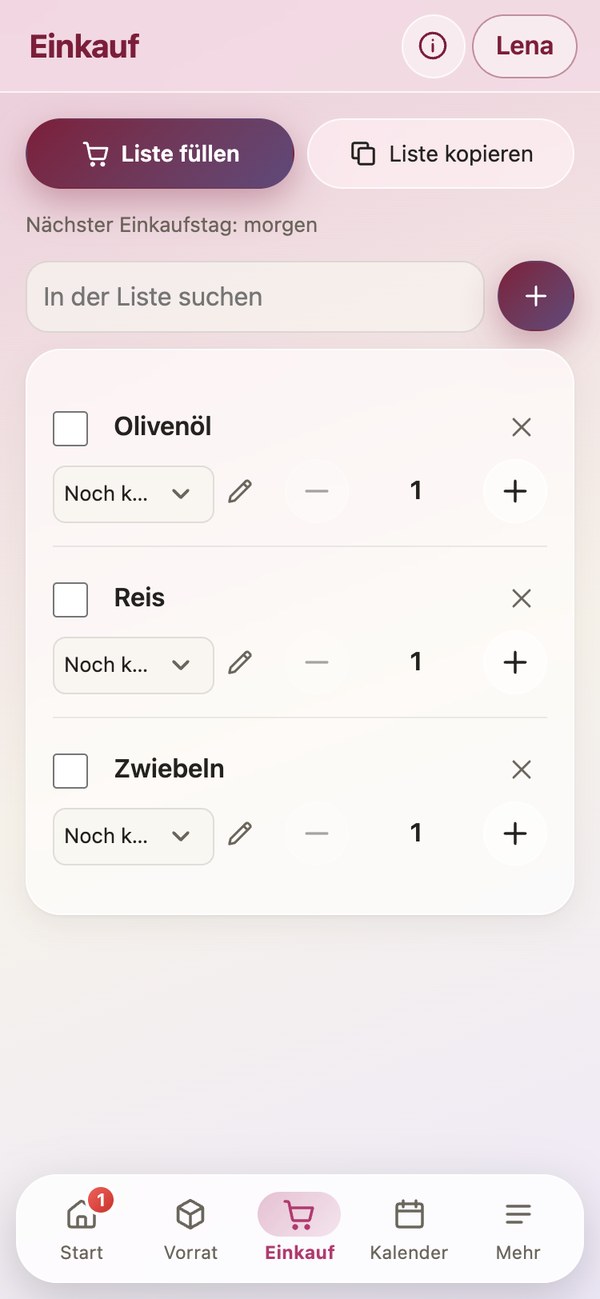 Einkauf
Lena
Liste füllen
Liste kopieren
Nächster Einkaufstag: morgen
In der Liste suchen
Olivenöl
Noch k...
1
Reis
Noch k...
1
Zwiebeln
Noch k...
1
1
Start
Vorrat
Einkauf
Kalender
Mehr